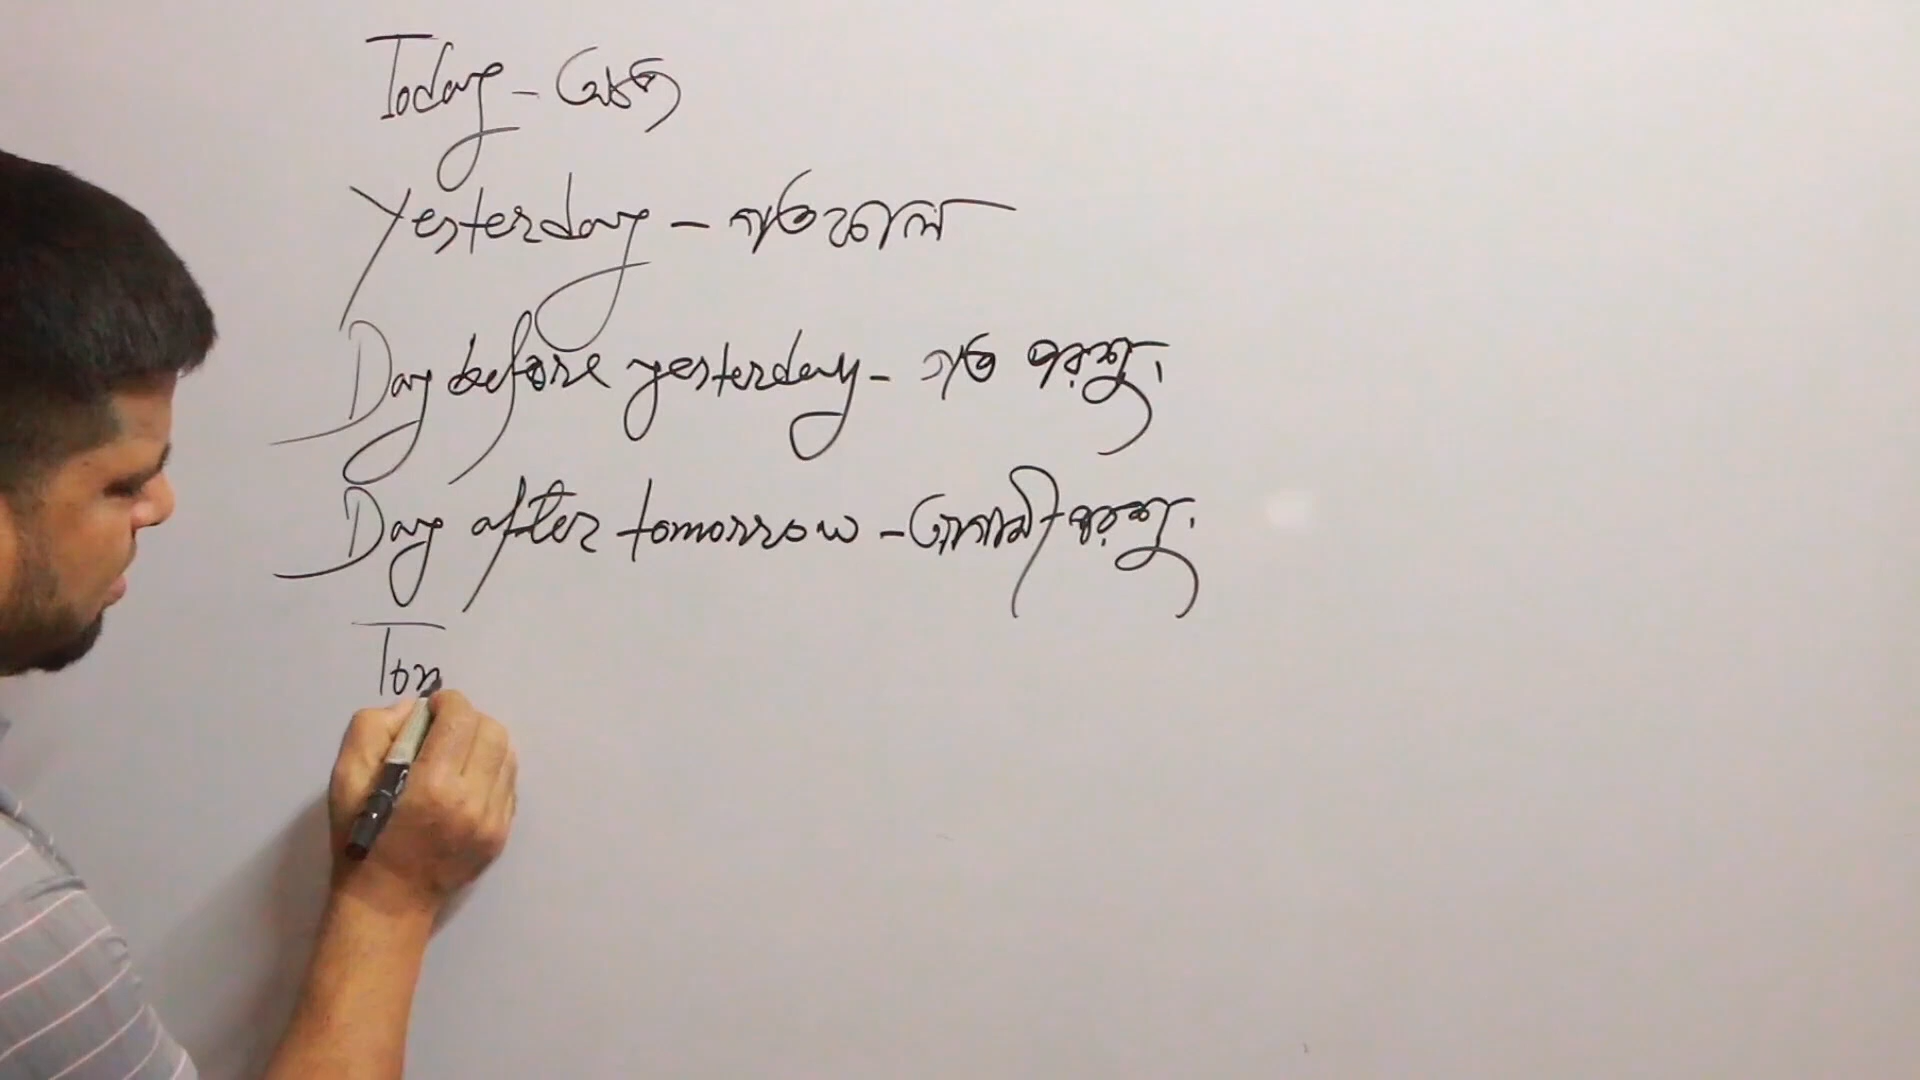 Today - আজ
Yesterday - গতকাল
Day before yesterday - গত পরশু।
Day after tomorrow - আগামী পরশু।
Tom